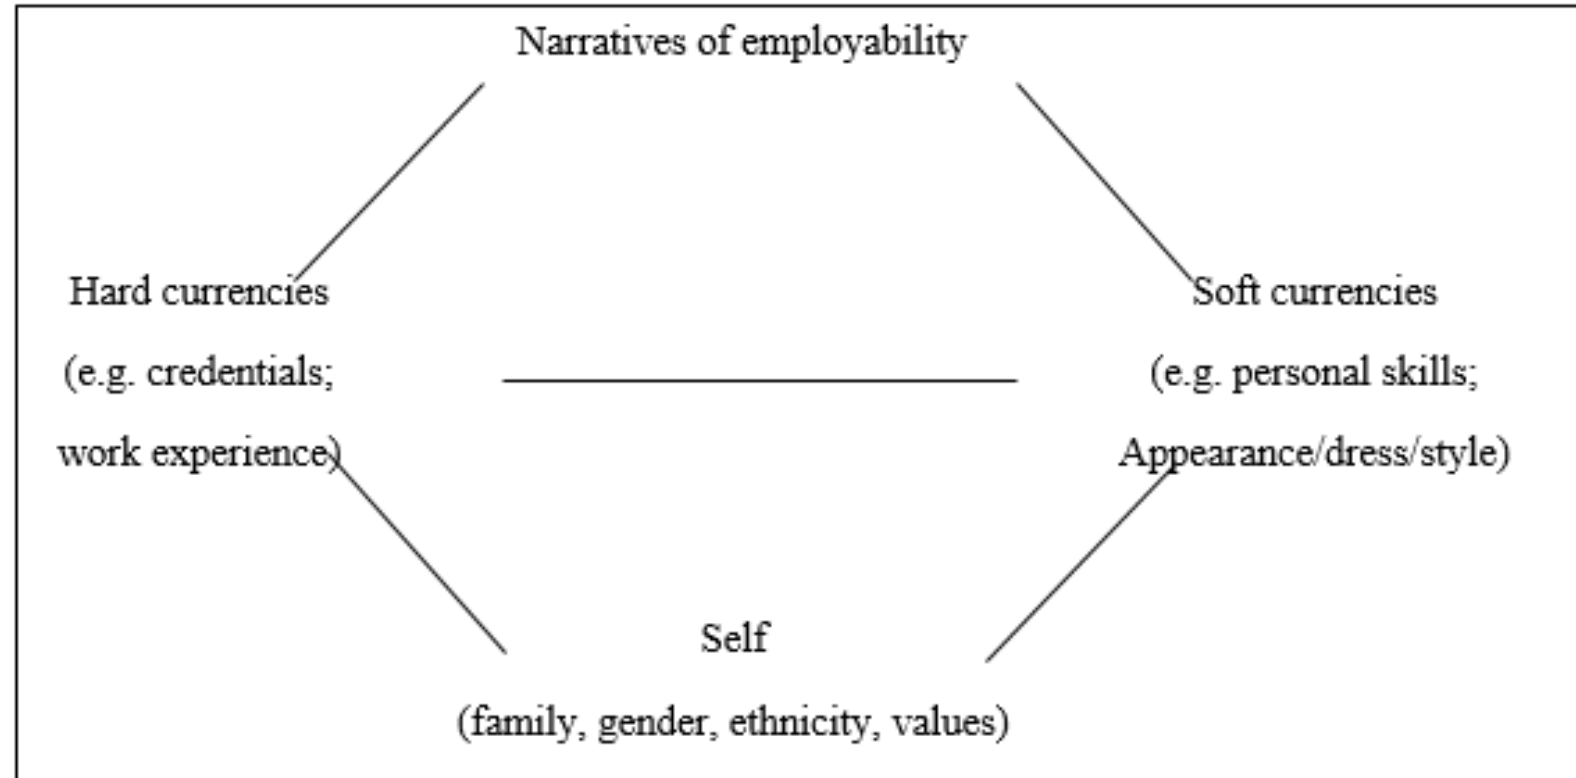 Narratives of employability
Hard currencies
(e.g. credentials;
work experience)
Soft currencies
(e.g. personal skills;
Appearance/dress/style)
Self
(family, gender, ethnicity, values)